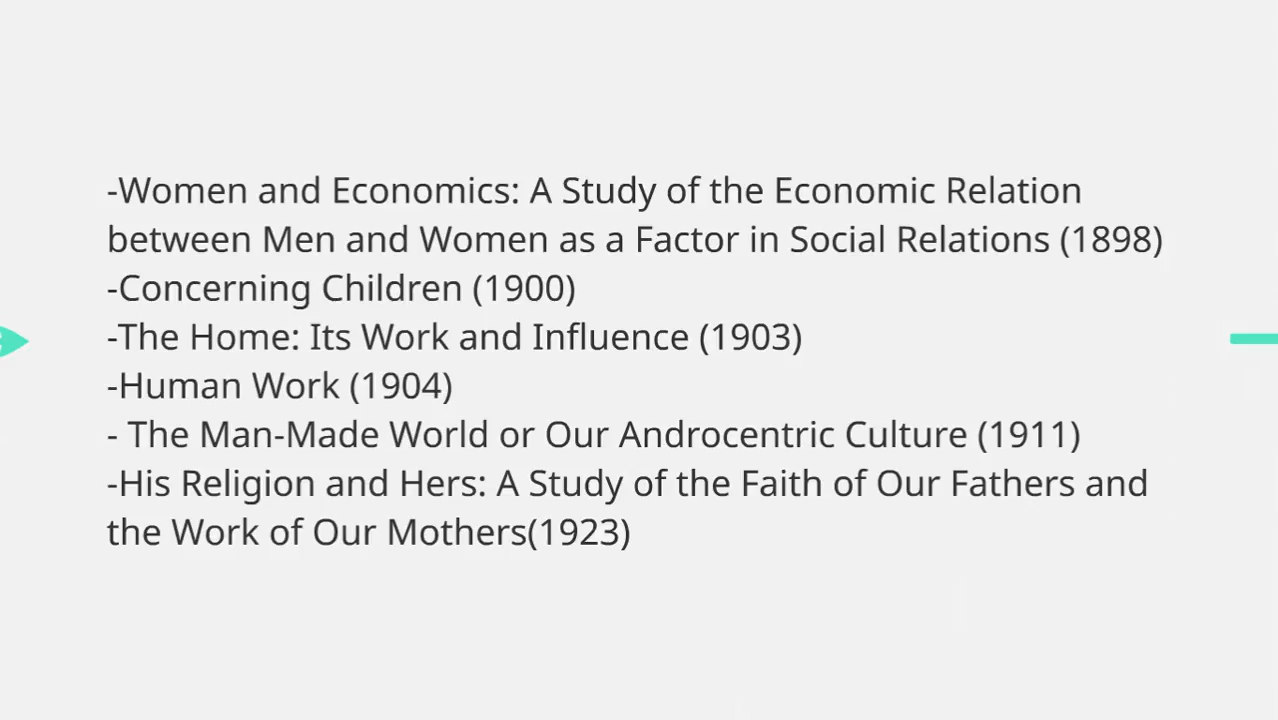 -Women and Economics: A Study of the Economic Relation
between Men and Women as a Factor in Social Relations (1898)
-Concerning Children (1900)
-The Home: Its Work and Influence (1903)
-Human Work (1904)
- The Man-Made World or Our Androcentric Culture (1911)
-His Religion and Hers: A Study of the Faith of Our Fathers and
the Work of Our Mothers(1923)